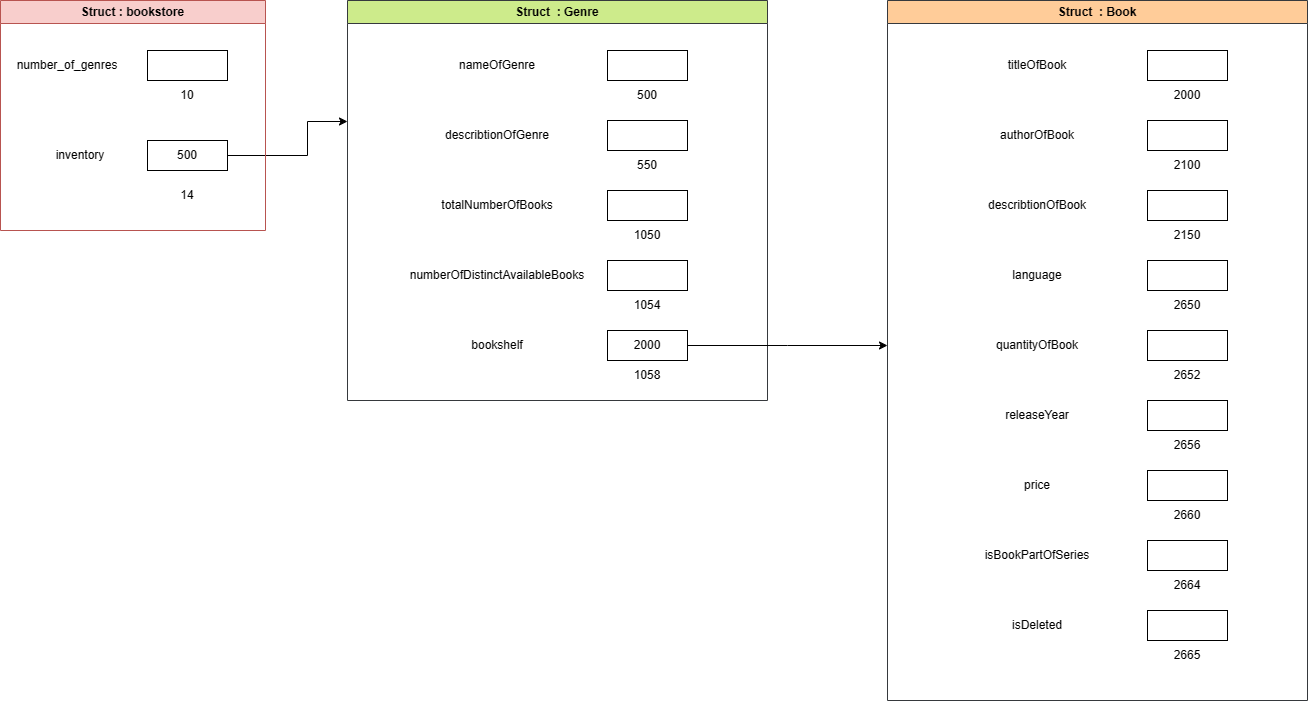 Struct : bookstore
number_of_genres
10
inventory
500
14
Struct : Genre
nameOfGenre
500
describtionOfGenre
550
totalNumberOfBooks
1050
numberOfDistinctAvailableBooks
1054
bookshelf
2000
1058
Struct : Book
titleOfBook
2000
authorOfBook
2100
describtionOfBook
2150
language
2650
quantityOfBook
2652
releaseYear
2656
price
2660
isBookPartOfSeries
2664
isDeleted
2665